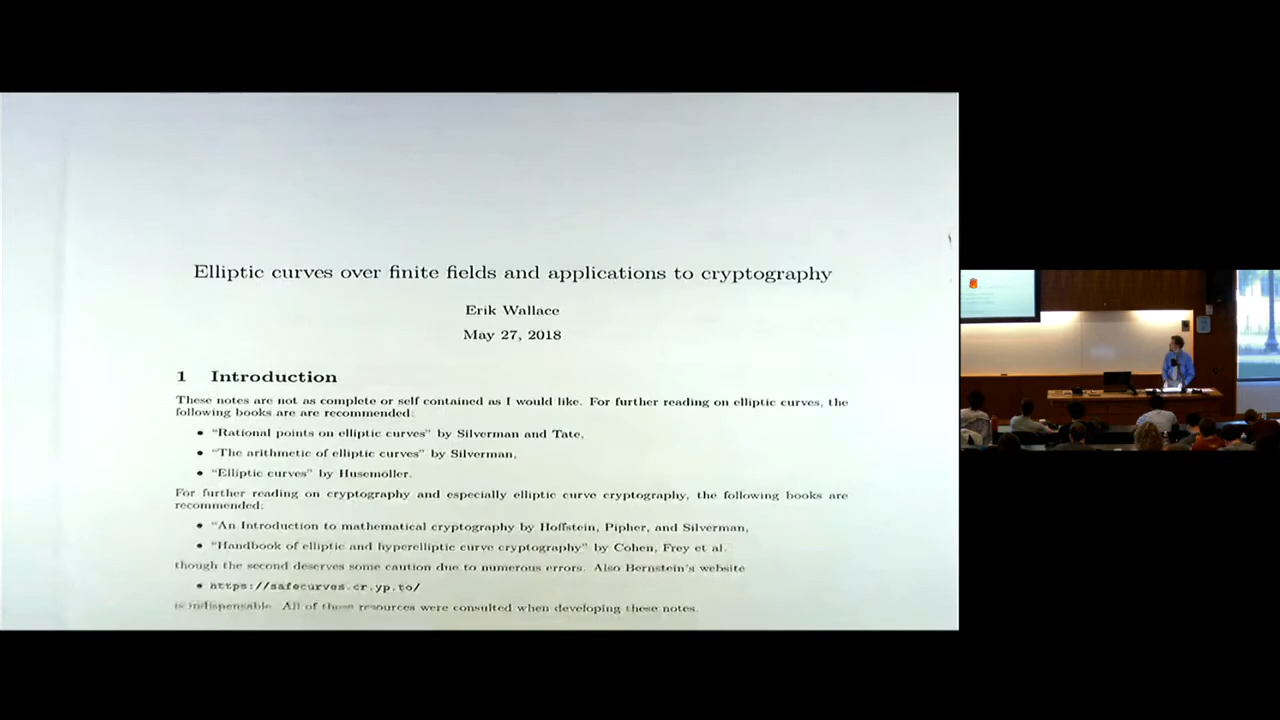 Elliptic curves over finite fields and applications to cryptography
Erik Wallace
May 27, 2018
1 Introduction
These notes are not as complete or self contained as I would like. For further reading on elliptic curves, the
following books are are recommended:
• "Rational points on elliptic curves" by Silverman and Tate,
• "The arithmetic of elliptic curves" by Silverman,
• "Elliptic curves" by Husemoller.
For further reading on cryptography and especially elliptic curve cryptography, the following books are
recommended:
• "An Introduction to mathematical cryptography by Hoffstein, Pipher, and Silverman,
• "Handbook of elliptic and hyperelliptic curve cryptography" by Cohen, Frey et al.
though the second deserves some caution due to numerous errors. Also Bernstein's website
• https://safecurves.cr.yp.to/
is indispensable. All of these resources were consulted when developing these notes.